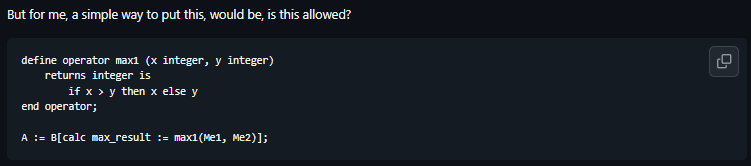 But for me, a simple way to put this, would be, is this allowed?
define operator max1 (x integer, y integer)
    returns integer is
        if x > y then x else y
end operator;

A := B[calc max_result := max1(Me1, Me2)];